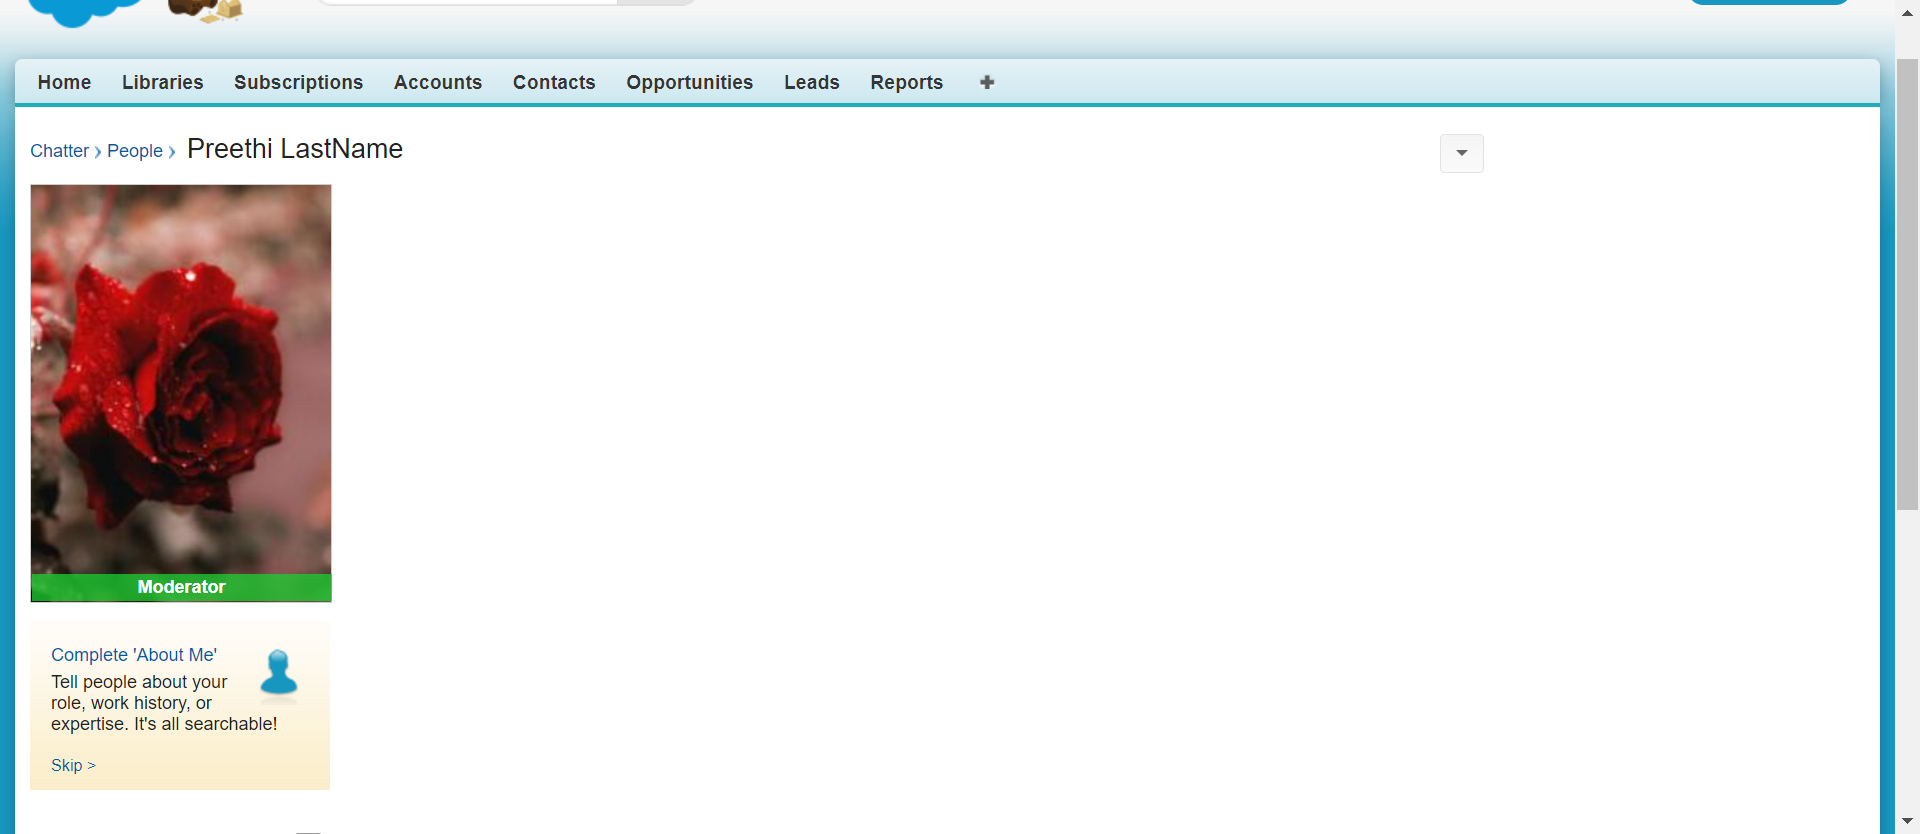 Home Libraries Subscriptions Accounts Contacts Opportunities Leads Reports
Chatter › People › Preethi LastName
Moderator
Complete 'About Me'
Tell people about your
role, work history, or
expertise. It's all searchable!
Skip >